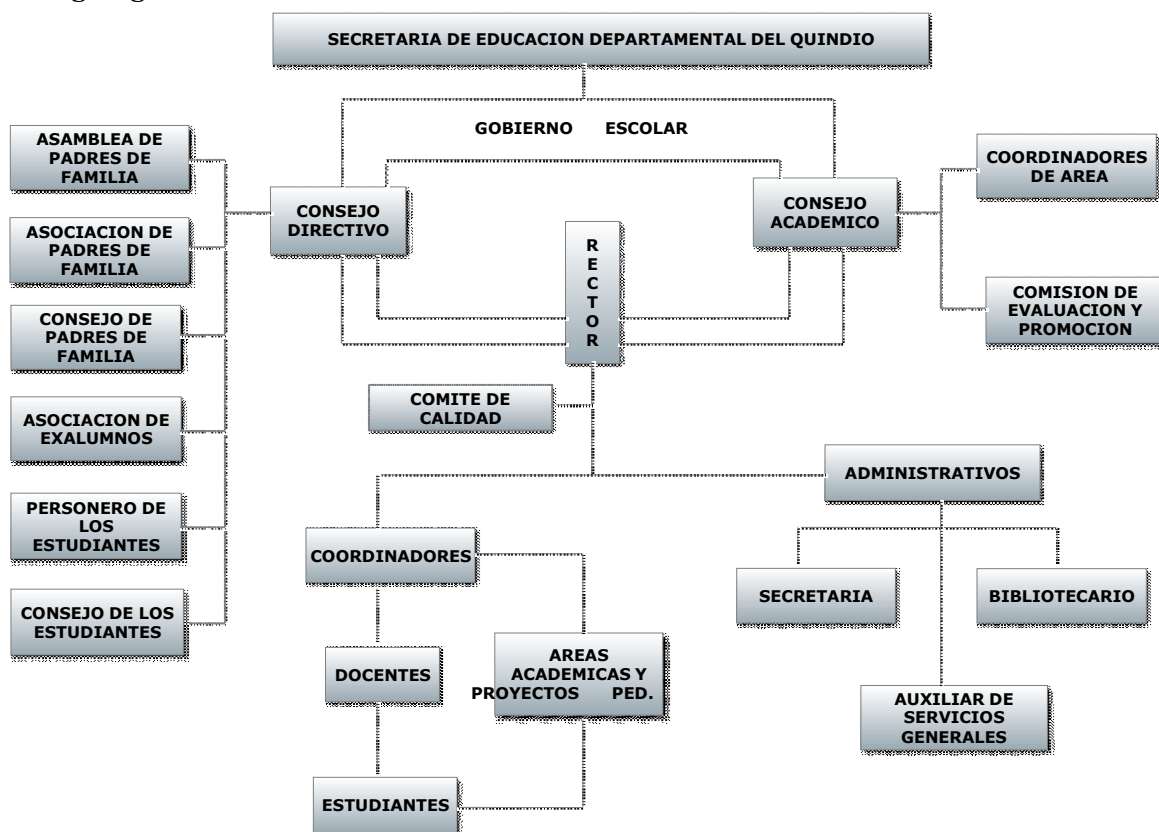 SECRETARIA DE EDUCACION DEPARTAMENTAL DEL QUINDIO
GOBIERNO ESCOLAR
ASAMBLEA DE
PADRES DE
FAMILIA
ASOCIACION DE
PADRES DE
FAMILIA
CONSEJO DE
PADRES DE
FAMILIA
ASOCIACION DE
EXALUMNOS
PERSONERO DE
LOS
ESTUDIANTES
CONSEJO DE LOS
ESTUDIANTES
CONSEJO
DIRECTIVO
R
E
C
T
O
R
CONSEJO
ACADEMICO
COORDINADORES
DE AREA
COMISION DE
EVALUACION Y
PROMOCION
COMITE DE
CALIDAD
ADMINISTRATIVOS
COORDINADORES
SECRETARIA
BIBLIOTECARIO
DOCENTES
AREAS
ACADEMICAS Y
PROYECTOS PED.
AUXILIAR DE
SERVICIOS
GENERALES
ESTUDIANTES